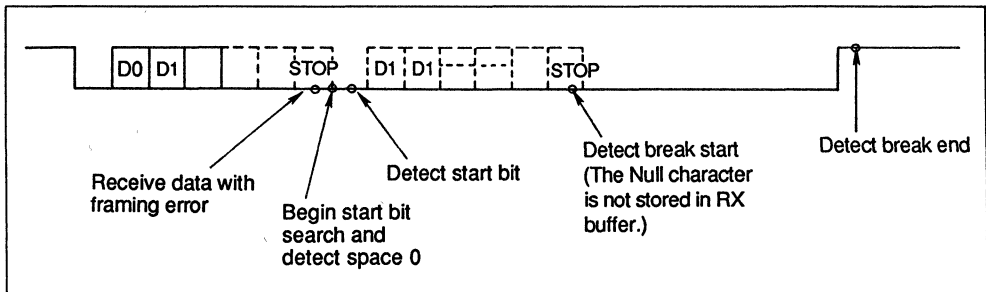 D0 D1 STOP D1 D1 STOP
Receive data with
framing error
Begin start bit
search and
detect space 0
Detect start bit
Detect break start
(The Null character
is not stored in RX
buffer.)
Detect break end